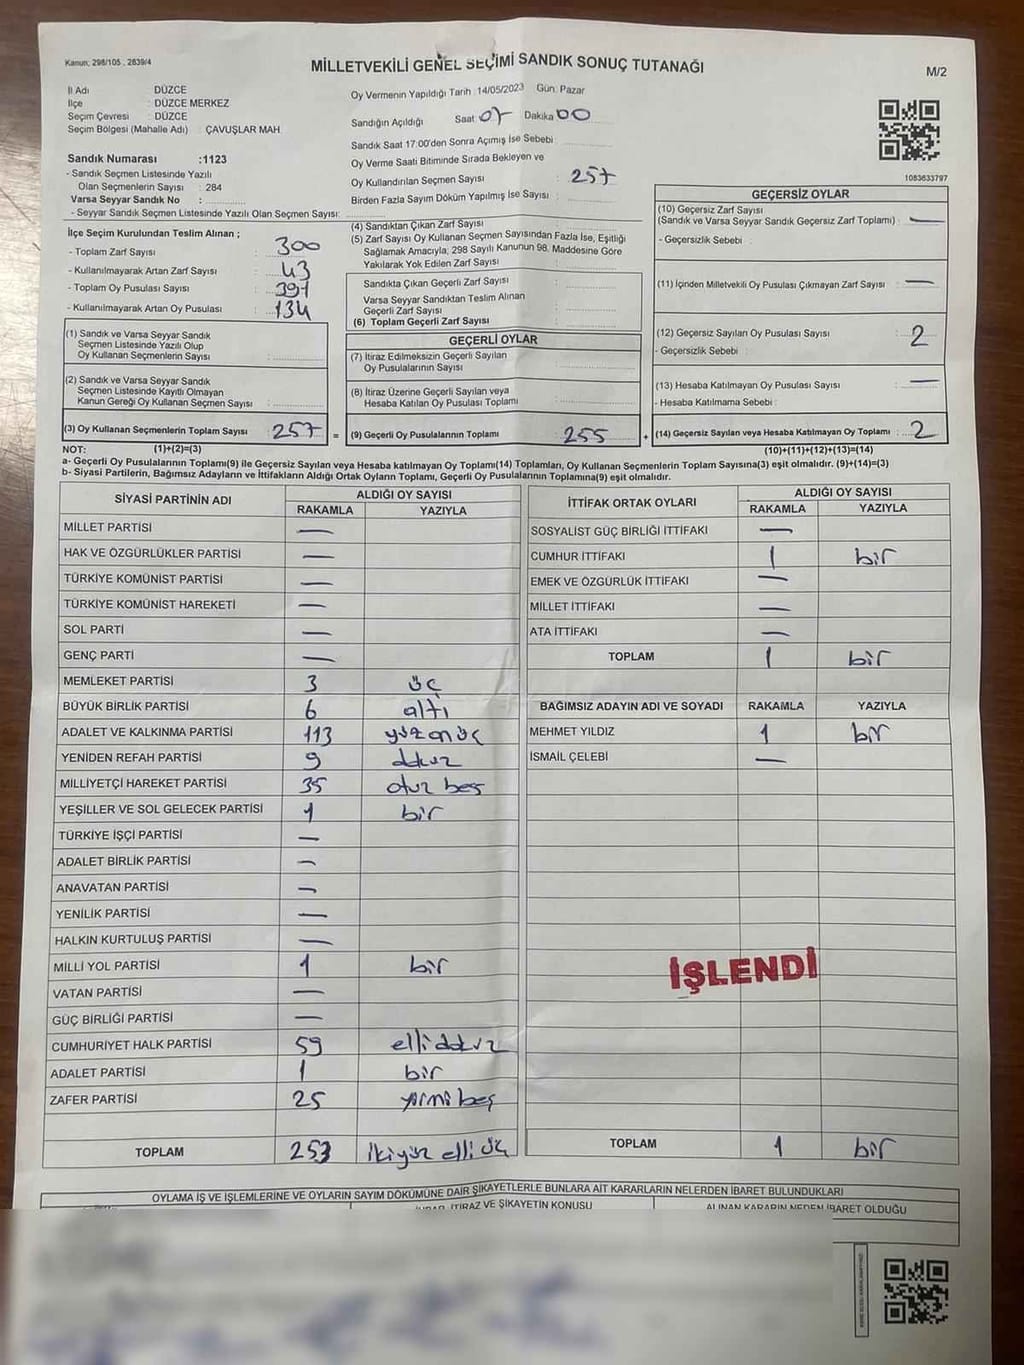 Kanun: 298/105 , 2839/4
MİLLETVEKİLİ GENEL SEÇİMİ SANDIK SONUÇ TUTANAĞI
M/2
İl Adı : DÜZCE
İlçe : DÜZCE MERKEZ
Seçim Çevresi : DÜZCE
Seçim Bölgesi (Mahalle Adı) : ÇAVUŞLAR MAH.
Sandık Numarası :1123
- Sandık Seçmen Listesinde Yazılı
Olan Seçmenlerin Sayısı : 284
Varsa Seyyar Sandık No :
- Seyyar Sandık Seçmen Listesinde Yazılı Olan Seçmen Sayısı:
İlçe Seçim Kurulundan Teslim Alınan ;
- Toplam Zarf Sayısı : 300
- Kullanılmayarak Artan Zarf Sayısı : 43
- Toplam Oy Pusulası Sayısı : 391
- Kullanılmayarak Artan Oy Pusulası : 134
(1) Sandık ve Varsa Seyyar Sandık
Seçmen Listesinde Yazılı Olup
Oy Kullanan Seçmenlerin Sayısı :
(2) Sandık ve Varsa Seyyar Sandık
Seçmen Listesinde Kayıtlı Olmayan
Kanun Gereği Oy Kullanan Seçmen Sayısı :
(3) Oy Kullanan Seçmenlerin Toplam Sayısı : 257 =
Oy Vermenin Yapıldığı Tarih : 14/05/2023 Gün: Pazar
Sandığın Açıldığı Saat 07 Dakika 00
Sandık Saat 17:00'den Sonra Açımış İse Sebebi :
Oy Verme Saati Bitiminde Sırada Bekleyen ve
Oy Kullandırılan Seçmen Sayısı : 257
Birden Fazla Sayım Döküm Yapılmış İse Sayısı :
(4) Sandıktan Çıkan Zarf Sayısı :
(5) Zarf Sayısı Oy Kullanan Seçmen Sayısından Fazla İse, Eşitliği
Sağlamak Amacıyla; 298 Sayılı Kanunun 98. Maddesine Göre
Yakılarak Yok Edilen Zarf Sayısı :
Sandıkta Çıkan Geçerli Zarf Sayısı :
Varsa Seyyar Sandıktan Teslim Alınan
Geçerli Zarf Sayısı :
(6) Toplam Geçerli Zarf Sayısı :
GEÇERLİ OYLAR
(7) İtiraz Edilmeksizin Geçerli Sayılan
Oy Pusulalarının Sayısı :
(8) İtiraz Üzerine Geçerli Sayılan veya
Hesaba Katılan Oy Pusulası Toplamı :
(9) Geçerli Oy Pusulalarının Toplamı : 255 +
1083633797
GEÇERSİZ OYLAR
(10) Geçersiz Zarf Sayısı
(Sandık ve Varsa Seyyar Sandık Geçersiz Zarf Toplamı) : —
- Geçersizlik Sebebi :
(11) İçinden Milletvekili Oy Pusulası Çıkmayan Zarf Sayısı : —
(12) Geçersiz Sayılan Oy Pusulası Sayısı : 2
- Geçersizlik Sebebi :
(13) Hesaba Katılmayan Oy Pusulası Sayısı : —
- Hesaba Katılmama Sebebi :
(14) Geçersiz Sayılan veya Hesaba Katılmayan Oy Toplamı : 2
NOT: (1)+(2)=(3) (10)+(11)+(12)+(13)=(14)
a- Geçerli Oy Pusulalarının Toplamı(9) ile Geçersiz Sayılan veya Hesaba katılmayan Oy Toplamı(14) Toplamları, Oy Kullanan Seçmenlerin Toplam Sayısına(3) eşit olmalıdır. (9)+(14)=(3)
b- Siyasi Partilerin, Bağımsız Adayların ve İttifakların Aldığı Ortak Oyların Toplamı, Geçerli Oy Pusulalarının Toplamına(9) eşit olmalıdır.
SİYASİ PARTİNİN ADI ALDIĞI OY SAYISI
RAKAMLA YAZIYLA
MİLLET PARTİSİ —
HAK VE ÖZGÜRLÜKLER PARTİSİ —
TÜRKİYE KOMÜNİST PARTİSİ —
TÜRKİYE KOMÜNİST HAREKETİ —
SOL PARTİ —
GENÇ PARTİ —
MEMLEKET PARTİSİ 3 üç
BÜYÜK BİRLİK PARTİSİ 6 altı
ADALET VE KALKINMA PARTİSİ 113 yüzonüç
YENİDEN REFAH PARTİSİ 9 dokuz
MİLLİYETÇİ HAREKET PARTİSİ 35 otuz beş
YEŞİLLER VE SOL GELECEK PARTİSİ 1 bir
TÜRKİYE İŞÇİ PARTİSİ —
ADALET BİRLİK PARTİSİ —
ANAVATAN PARTİSİ —
YENİLİK PARTİSİ —
HALKIN KURTULUŞ PARTİSİ —
MİLLİ YOL PARTİSİ 1 bir
VATAN PARTİSİ —
GÜÇ BİRLİĞİ PARTİSİ —
CUMHURİYET HALK PARTİSİ 59 elli dokuz
ADALET PARTİSİ 1 bir
ZAFER PARTİSİ 25 yirmi beş
TOPLAM 253 ikiyüz elli üç
İTTİFAK ORTAK OYLARI ALDIĞI OY SAYISI
RAKAMLA YAZIYLA
SOSYALİST GÜÇ BİRLİĞİ İTTİFAKI —
CUMHUR İTTİFAKI 1 bir
EMEK VE ÖZGÜRLÜK İTTİFAKI —
MİLLET İTTİFAKI —
ATA İTTİFAKI —
TOPLAM 1 bir
BAĞIMSIZ ADAYIN ADI VE SOYADI RAKAMLA YAZIYLA
MEHMET YILDIZ 1 bir
İSMAİL ÇELEBİ —
İŞLENDİ
TOPLAM 1 bir
OYLAMA İŞ VE İŞLEMLERİNE VE OYLARIN SAYIM DÖKÜMÜNE DAİR ŞİKAYETLERLE BUNLARA AİT KARARLARIN NELERDEN İBARET BULUNDUKLARI
İTİRAZ VE ŞİKAYETİN KONUSU
ALINAN KARARIN NEDEN İBARET OLDUĞU